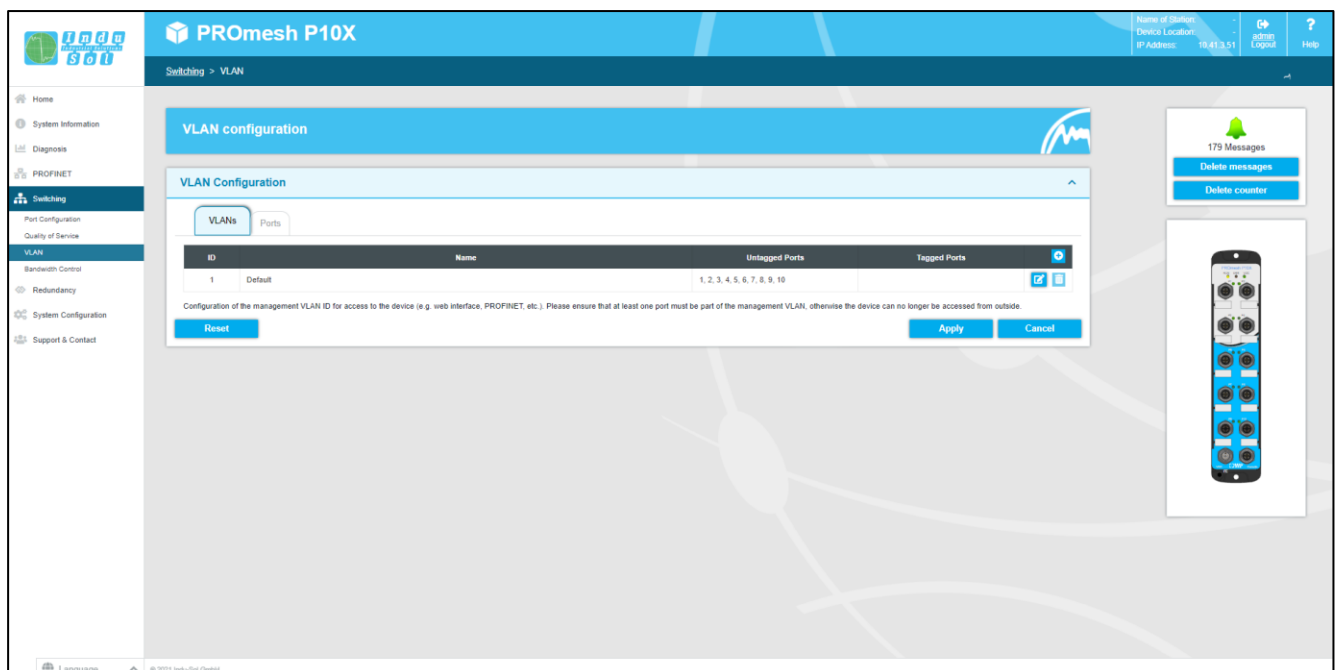 Indu
Sol
PROmesh P10X
Name of Station: -
Device Location: -
IP Address: 10.41.3.51
admin
Logout
?
Help
Switching > VLAN
Home
System Information
Diagnosis
PROFINET
Switching
Port Configuration
Quality of Service
VLAN
Bandwidth Control
Redundancy
System Configuration
Support & Contact
VLAN configuration
VLAN Configuration
VLANs
Ports
ID Name Untagged Ports Tagged Ports
1 Default 1, 2, 3, 4, 5, 6, 7, 8, 9, 10
Configuration of the management VLAN ID for access to the device (e.g. web interface, PROFINET, etc.). Please ensure that at least one port must be part of the management VLAN, otherwise the device can no longer be accessed from outside.
Reset
Apply
Cancel
179 Messages
Delete messages
Delete counter
Language